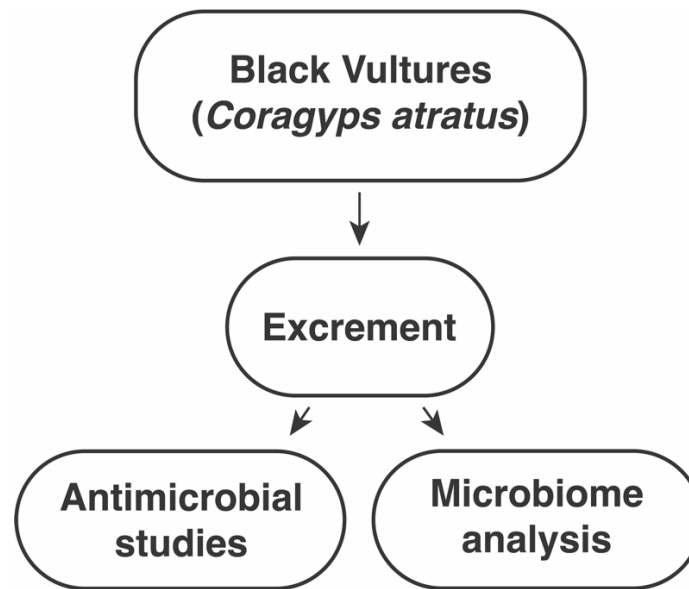 Black Vultures
(Coragyps atratus)
Excrement
Antimicrobial
studies
Microbiome
analysis